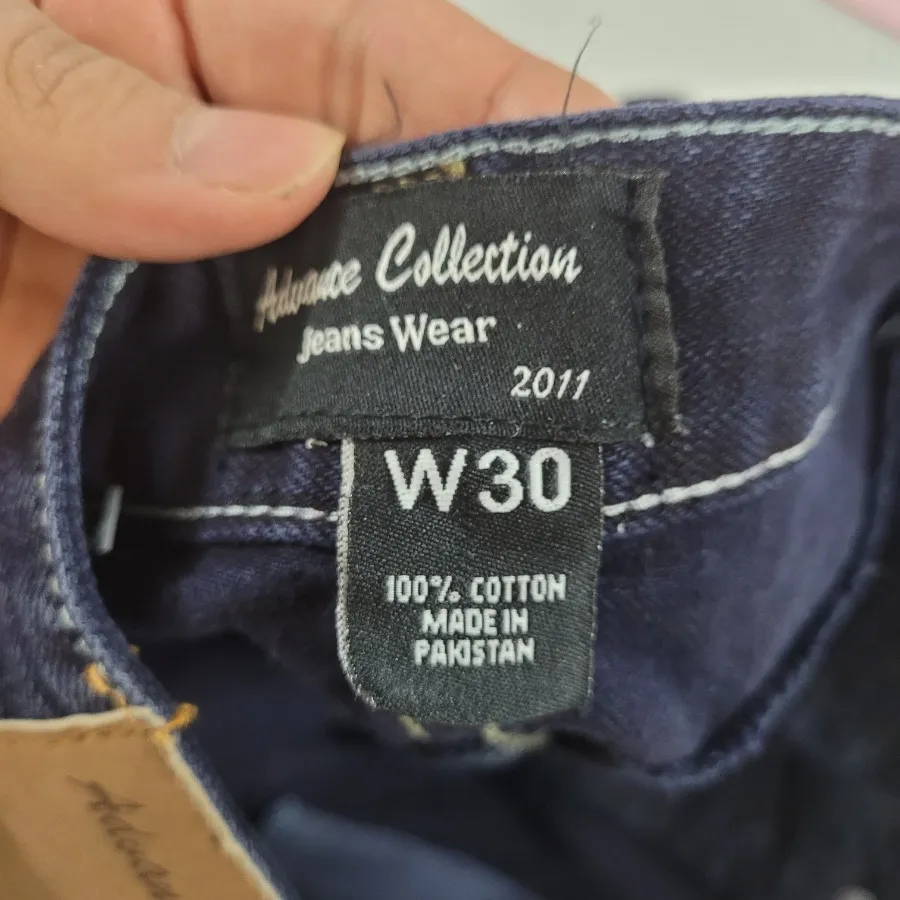 Advance Collection
Jeans Wear
2011
W30
100% COTTON
MADE IN
PAKISTAN